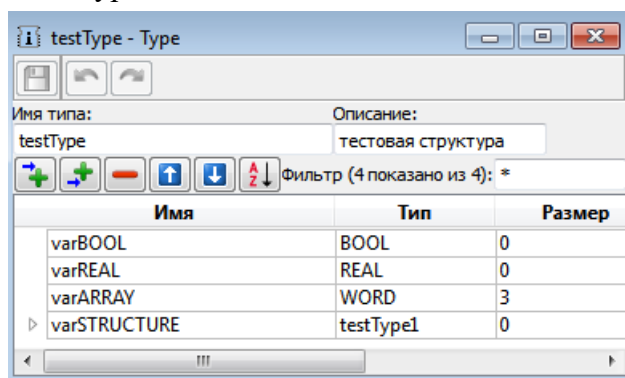 testType - Type
Имя типа: Описание:
testType тестовая структура
Фильтр (4 показано из 4): *
Имя Тип Размер
varBOOL BOOL 0
varREAL REAL 0
varARRAY WORD 3
varSTRUCTURE testType1 0